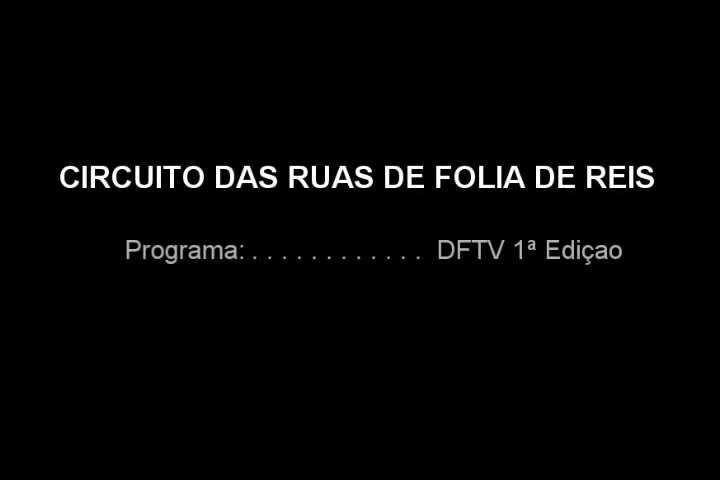 CIRCUITO DAS RUAS DE FOLIA DE REIS
Programa: . . . . . . . . . . . . DFTV 1ª Ediçao